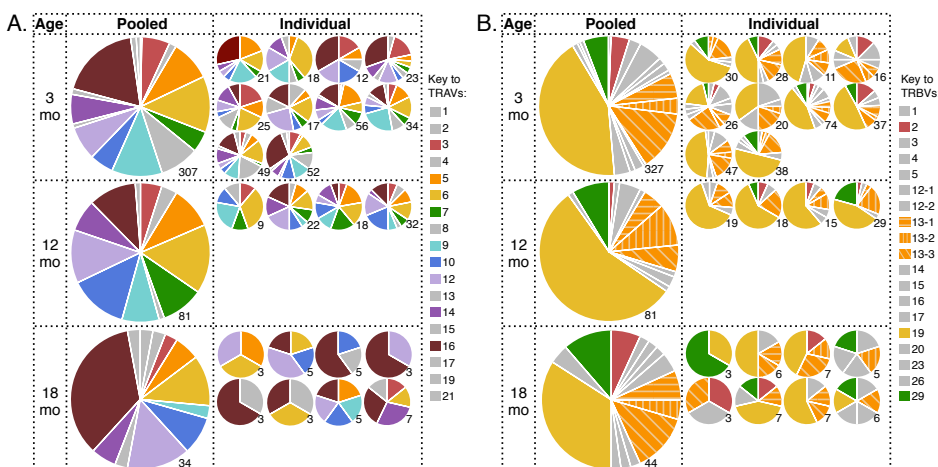 A.
Age Pooled Individual
3 mo
307
21 18 12 23
25 17 56 34
49 52
12 mo
81
9 22 18 32
18 mo
34
3 5 5 3
3 3 5 7
Key to
TRAVs:
1
2
3
4
5
6
7
8
9
10
12
13
14
15
16
17
19
21
B.
Age Pooled Individual
3 mo
327
30 28 11 16
26 20 74 37
47 38
12 mo
81
19 18 15 29
18 mo
44
3 6 7 5
3 7 7 6
Key to
TRBVs:
1
2
3
4
5
12-1
12-2
13-1
13-2
13-3
14
15
16
17
19
20
23
26
29